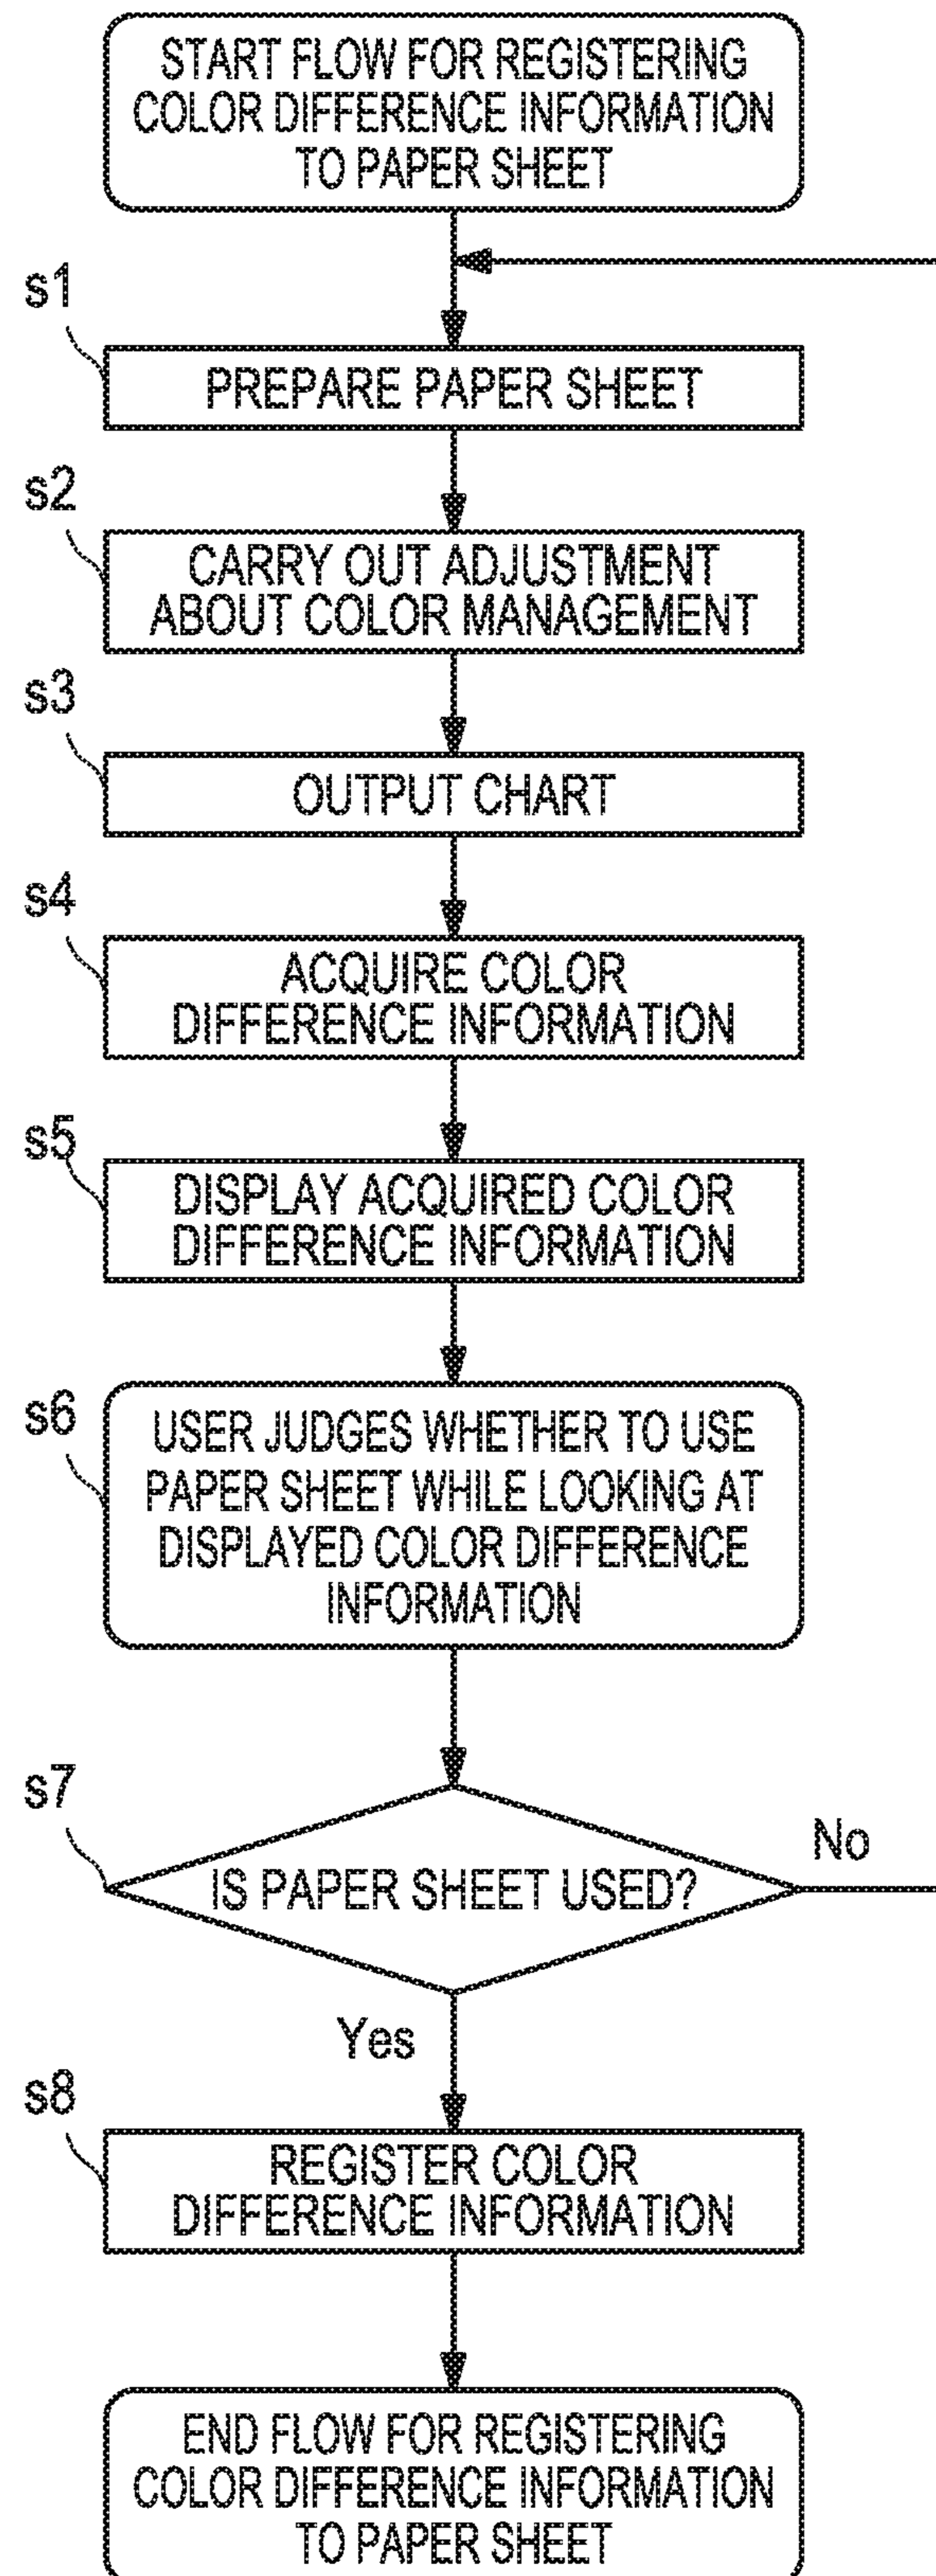 START FLOW FOR REGISTERING
COLOR DIFFERENCE INFORMATION
TO PAPER SHEET
s1
PREPARE PAPER SHEET
s2
CARRY OUT ADJUSTMENT
ABOUT COLOR MANAGEMENT
s3
OUTPUT CHART
s4
ACQUIRE COLOR
DIFFERENCE INFORMATION
s5
DISPLAY ACQUIRED COLOR
DIFFERENCE INFORMATION
s6
USER JUDGES WHETHER TO USE
PAPER SHEET WHILE LOOKING AT
DISPLAYED COLOR DIFFERENCE
INFORMATION
s7
IS PAPER SHEET USED?
No
Yes
s8
REGISTER COLOR
DIFFERENCE INFORMATION
END FLOW FOR REGISTERING
COLOR DIFFERENCE INFORMATION
TO PAPER SHEET